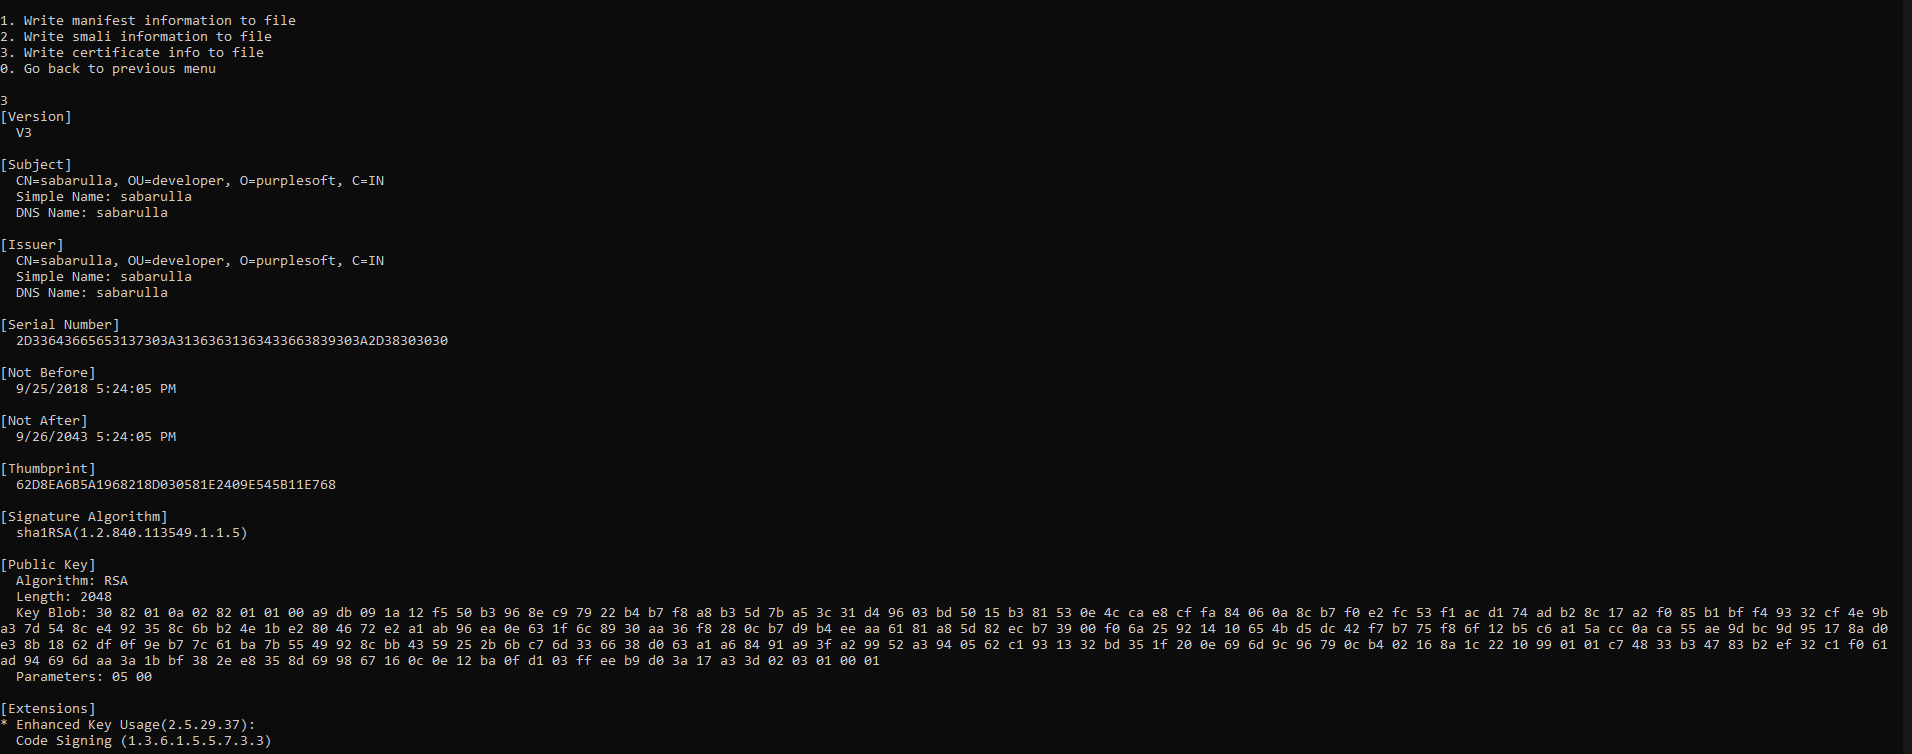 1. Write manifest information to file
2. Write smali information to file
3. Write certificate info to file
0. Go back to previous menu
3
[Version]
V3
[Subject]
CN=sabarulla, OU=developer, O=purplesoft, C=IN
Simple Name: sabarulla
DNS Name: sabarulla
[Issuer]
CN=sabarulla, OU=developer, O=purplesoft, C=IN
Simple Name: sabarulla
DNS Name: sabarulla
[Serial Number]
2D33643665653137303A31363631363433663839303A2D38303030
[Not Before]
9/25/2018 5:24:05 PM
[Not After]
9/26/2043 5:24:05 PM
[Thumbprint]
62D8EA6B5A1968218D030581E2409E545B11E768
[Signature Algorithm]
sha1RSA(1.2.840.113549.1.1.5)
[Public Key]
Algorithm: RSA
Length: 2048
Key Blob: 30 82 01 0a 02 82 01 01 00 a9 db 09 1a 12 f5 50 b3 96 8e c9 79 22 b4 b7 f8 a8 b3 5d 7b a5 3c 31 d4 96 03 bd 50 15 b3 81 53 0e 4c ca e8 cf fa 84 06 0a 8c b7 f0 e2 fc 53 f1 ac d1 74 ad b2 8c 17 a2 f0 85 b1 bf f4 93 32 cf 4e 9b
a3 7d 54 8c e4 92 35 8c 6b b2 4e 1b e2 80 46 72 e2 a1 ab 96 ea 0e 63 1f 6c 89 30 aa 36 f8 28 0c b7 d9 b4 ee aa 61 81 a8 5d 82 ec b7 39 00 f0 6a 25 92 14 10 65 4b d5 dc 42 f7 b7 75 f8 6f 12 b5 c6 a1 5a cc 0a ca 55 ae 9d bc 9d 95 17 8a d0
e3 8b 18 62 df 0f 9e b7 7c 61 ba 7b 55 49 92 8c bb 43 59 25 2b 6b c7 6d 33 66 38 d0 63 a1 a6 84 91 a9 3f a2 99 52 a3 94 05 62 c1 93 13 32 bd 35 1f 20 0e 69 6d 9c 96 79 0c b4 02 16 8a 1c 22 10 99 01 01 c7 48 33 b3 47 83 b2 ef 32 c1 f0 61
ad 94 69 6d aa 3a 1b bf 38 2e e8 35 8d 69 98 67 16 0c 0e 12 ba 0f d1 03 ff ee b9 d0 3a 17 a3 3d 02 03 01 00 01
Parameters: 05 00
[Extensions]
* Enhanced Key Usage(2.5.29.37):
Code Signing (1.3.6.1.5.5.7.3.3)